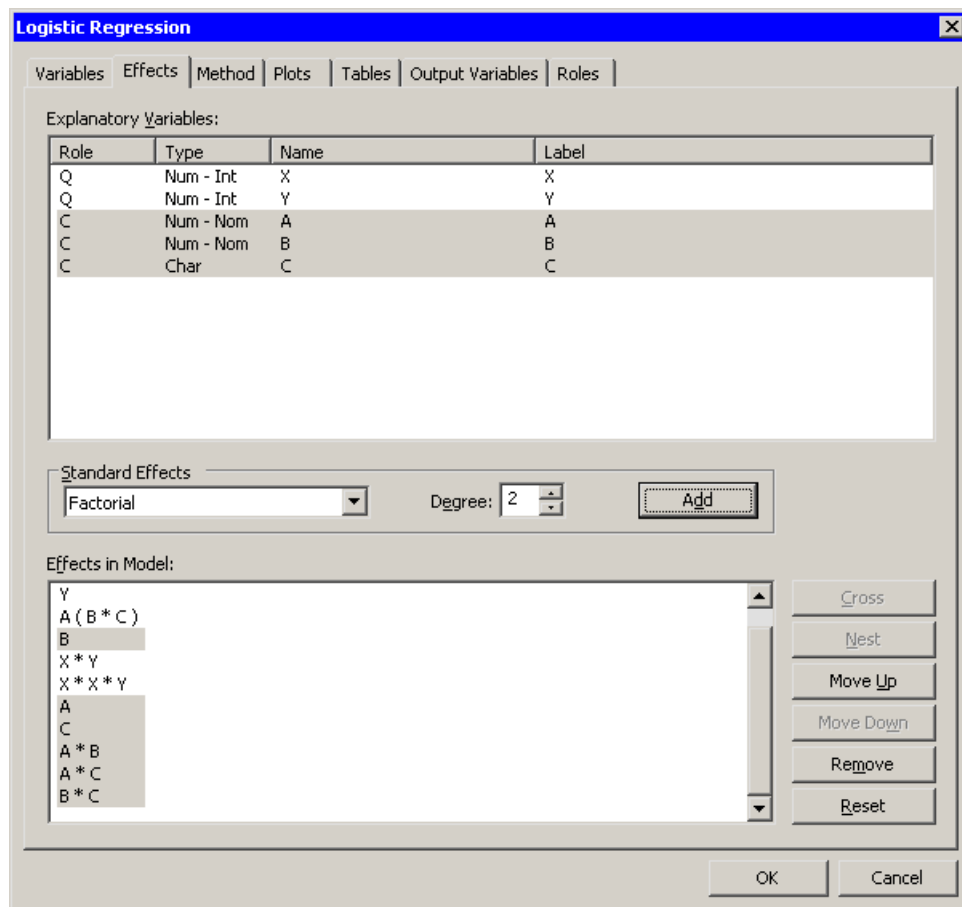 Logistic Regression
Variables Effects Method Plots Tables Output Variables Roles
Explanatory Variables:
Role Type Name Label
Q Num - Int X X
Q Num - Int Y Y
C Num - Nom A A
C Num - Nom B B
C Char C C
Standard Effects
Factorial Degree: 2 Add
Effects in Model:
Y
A ( B * C )
B
X * Y
X * X * Y
A
C
A * B
A * C
B * C
Cross
Nest
Move Up
Move Down
Remove
Reset
OK Cancel